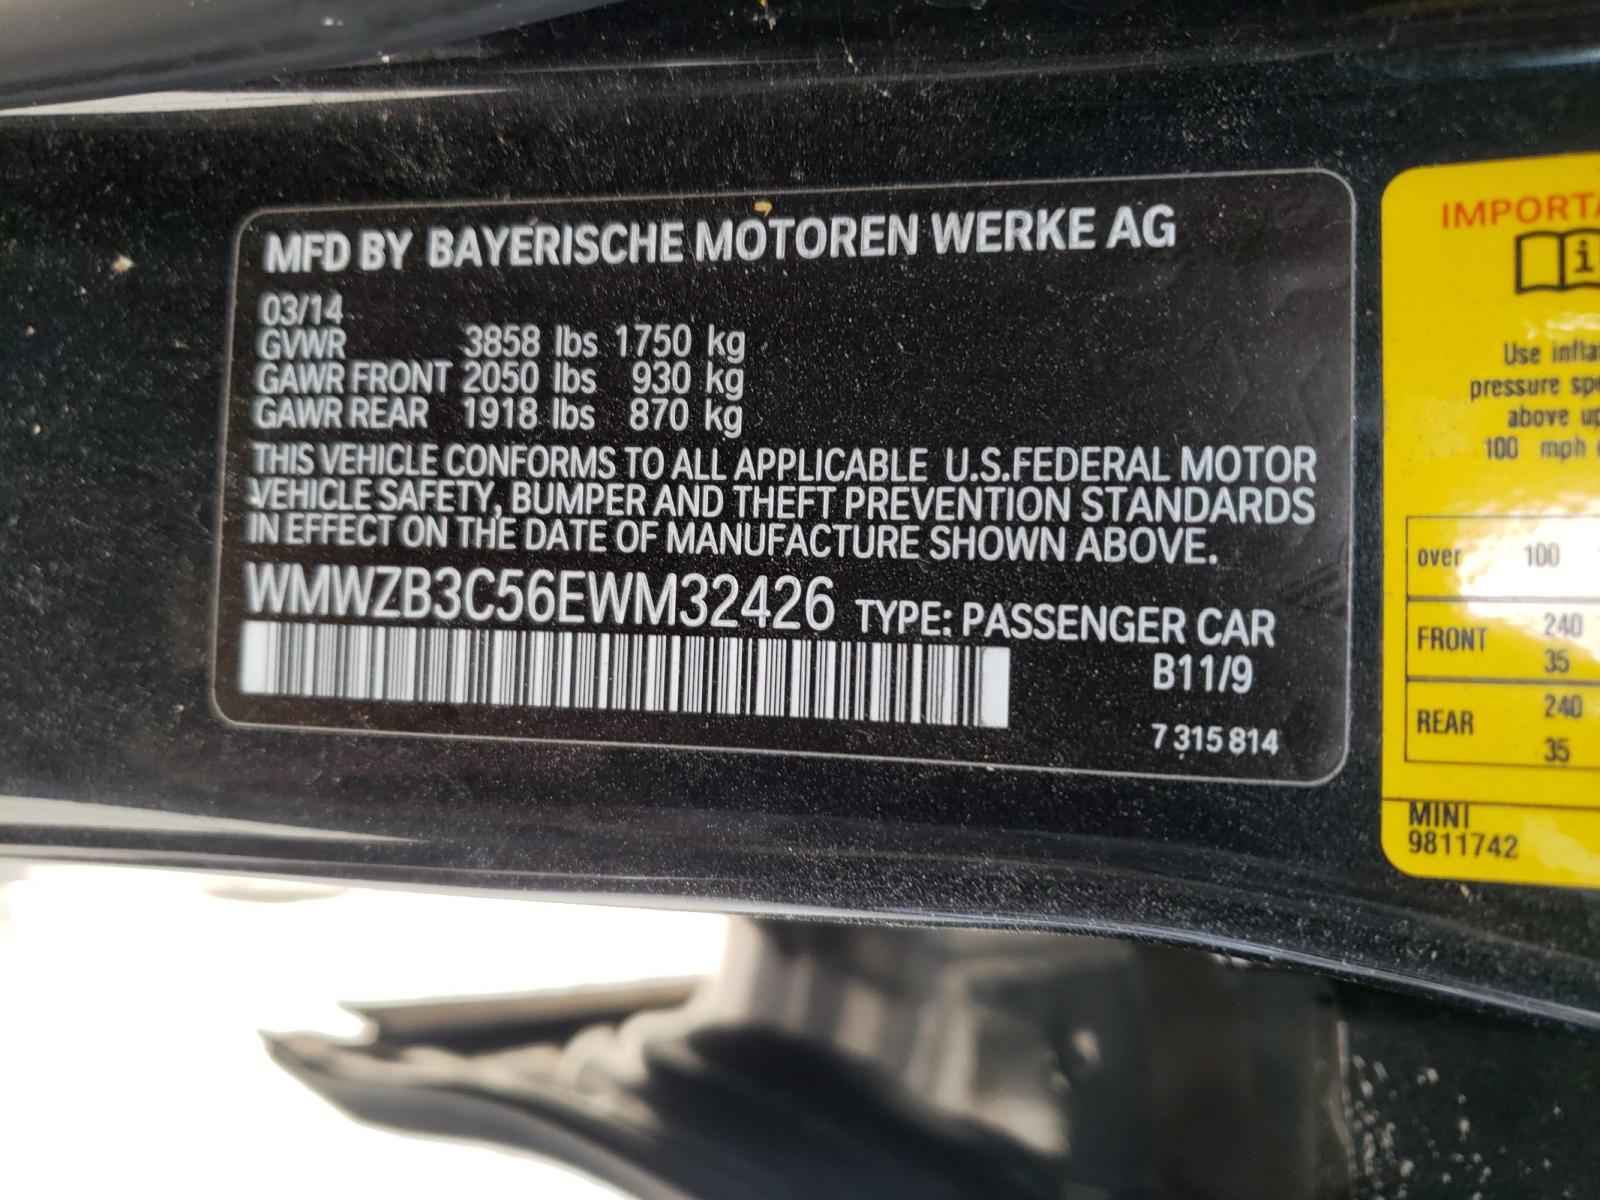 MFD BY BAYERISCHE MOTOREN WERKE AG
03/14
GVWR 3858 lbs 1750 kg
GAWR FRONT 2050 lbs 930 kg
GAWR REAR 1918 lbs 870 kg
THIS VEHICLE CONFORMS TO ALL APPLICABLE U.S.FEDERAL MOTOR
VEHICLE SAFETY, BUMPER AND THEFT PREVENTION STANDARDS
IN EFFECT ON THE DATE OF MANUFACTURE SHOWN ABOVE.
WMWZB3C56EWM32426 TYPE: PASSENGER CAR
B11/9
7 315 814
IMPORTA
i
Use infla
pressure spe
above up
100 mph
over 100
FRONT 240
35
REAR 240
35
MINI
9811742